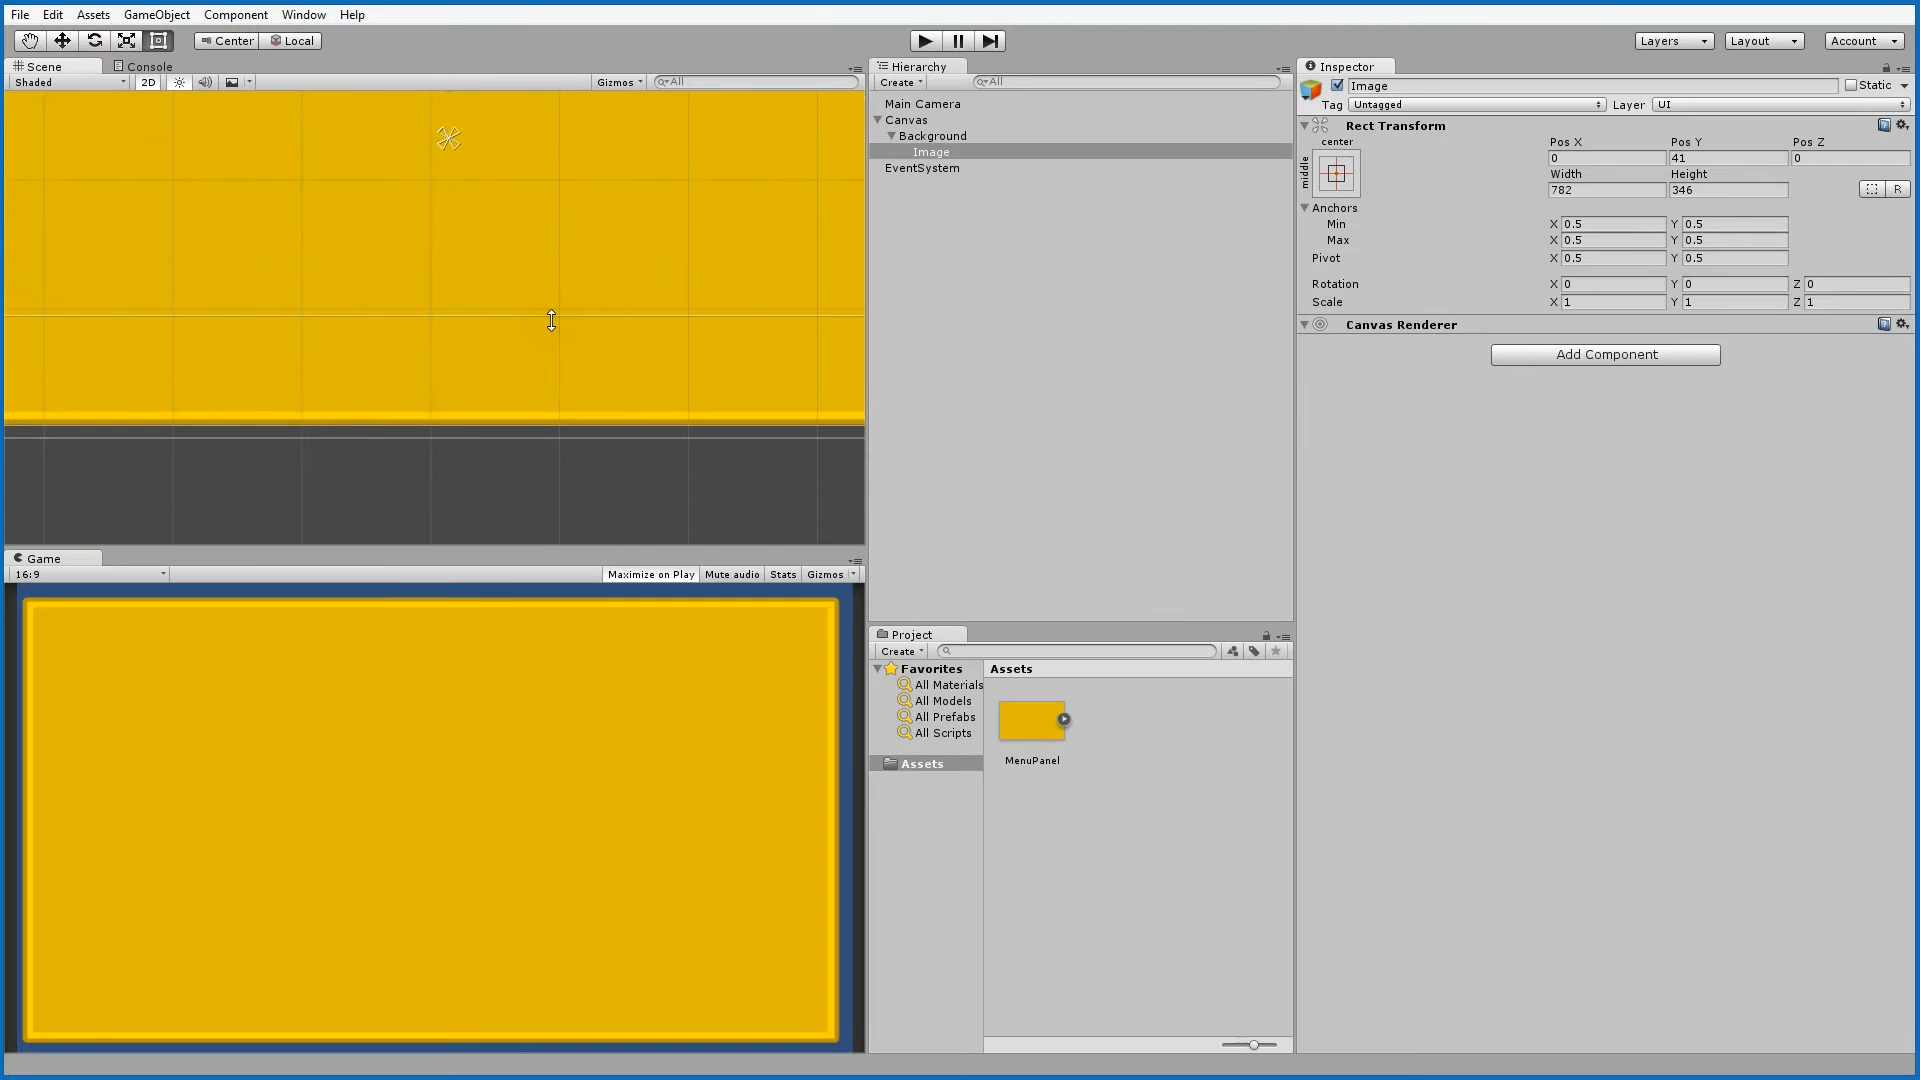 File Edit Assets GameObject Component Window Help
Center Local Layers Layout Account
Scene Console
Shaded 2D Gizmos All
Game
16:9 Maximize on Play Mute audio Stats Gizmos
Hierarchy
Create All
Main Camera
Canvas
Background
Image
EventSystem
Project
Create
Favorites
All Materials
All Models
All Prefabs
All Scripts
Assets
Assets
MenuPanel
Inspector
Image Static
Tag Untagged Layer UI
Rect Transform
center Pos X Pos Y Pos Z
middle 0 41 0
Width Height
782 346 R
Anchors
Min X 0.5 Y 0.5
Max X 0.5 Y 0.5
Pivot X 0.5 Y 0.5
Rotation X 0 Y 0 Z 0
Scale X 1 Y 1 Z 1
Canvas Renderer
Add Component